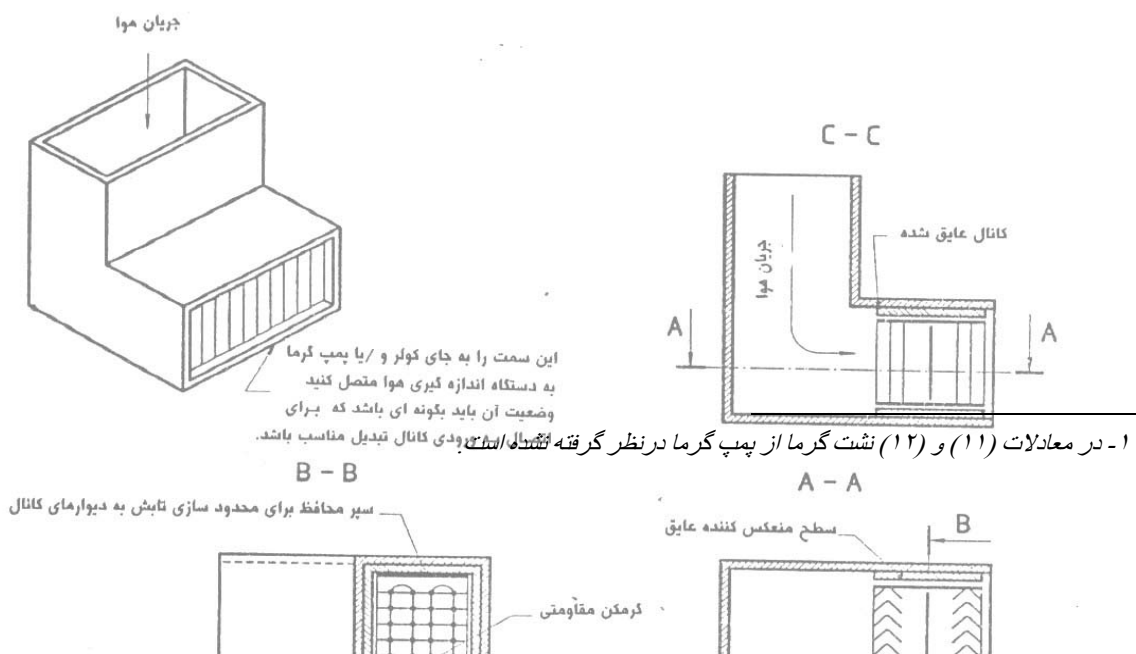 جریان هوا
C – C
کانال عایق شده
جریان هوا
A
A
این سمت را به جای کولر و /یا پمپ گرما
به دستگاه اندازه گیری هوا متصل کنید
وضعیت آن باید بگونه ای باشد که برای
ورودی کانال تبدیل مناسب باشد.
۱- در معادلات (۱۱) و (۱۲) نشت گرما از پمپ گرما درنظر گرفته نشده است.
B – B
A – A
سپر محافظ برای محدود سازی تابش به دیوارهای کانال
سطح منعکس کننده عایق
B
گرمکن مقاومتی